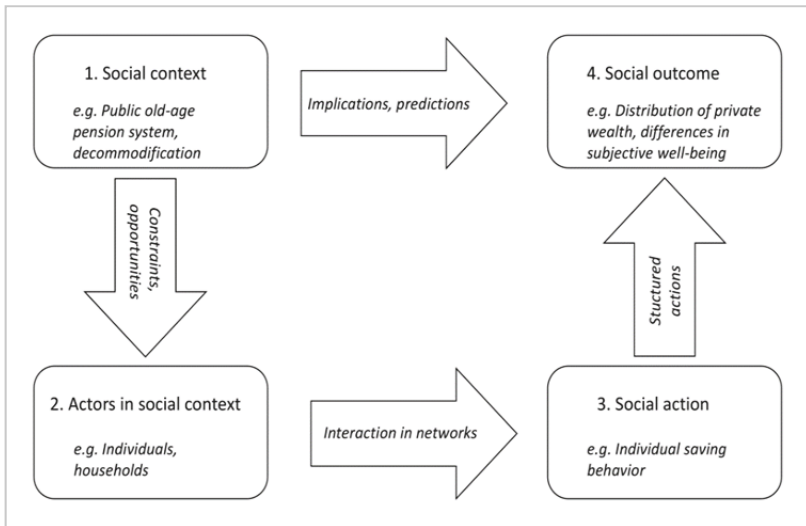 1. Social context
e.g. Public old-age
pension system,
decommodification
Implications, predictions
4. Social outcome
e.g. Distribution of private
wealth, differences in
subjective well-being
Constraints,
opportunities
Stuctured
actions
2. Actors in social context
e.g. Individuals,
households
Interaction in networks
3. Social action
e.g. Individual saving
behavior